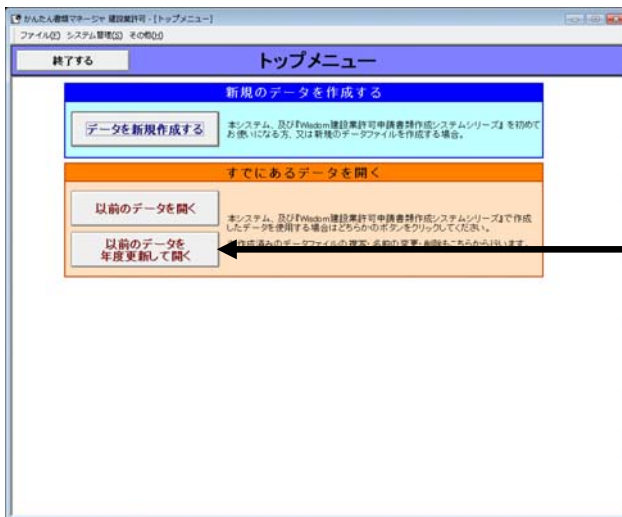 かんたん書類マネージャ 建設業許可 - [トップメニュー]
ファイル(F) システム管理(S) その他(H)
終了する
トップメニュー
新規のデータを作成する
データを新規作成する
本システム、及び『Wisdom建設業許可申請書類作成システムシリーズ』を初めて
お使いになる方、又は新規のデータファイルを作成する場合。
すでにあるデータを開く
以前のデータを開く
本システム、及び『Wisdom建設業許可申請書類作成システムシリーズ』で作成
したデータを使用する場合はどちらかのボタンをクリックしてください。
以前のデータを
年度更新して開く
作成済みのデータファイルの複写・名前の変更・削除もこちらから行います。